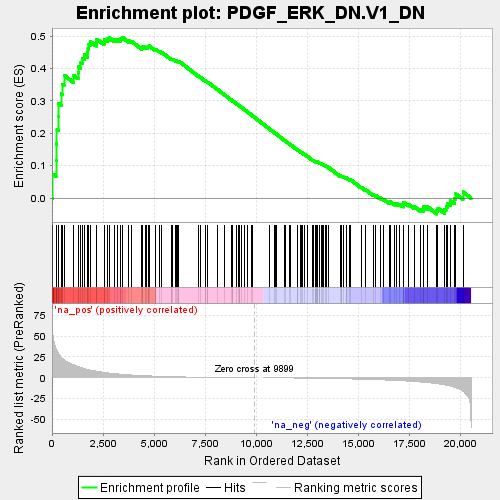 Enrichment plot: PDGF_ERK_DN.V1_DN
Enrichment score (ES)
0.5
0.4
0.3
0.2
0.1
0.0
'na_pos' (positively correlated)
Ranked list metric (PreRanked)
75
50
25
0
-25
-50
Zero cross at 9899
'na_neg' (negatively correlated)
0
2,500
5,000
7,500
10,000
12,500
15,000
17,500
20,000
Rank in Ordered Dataset
Enrichment profile
Hits
Ranking metric scores